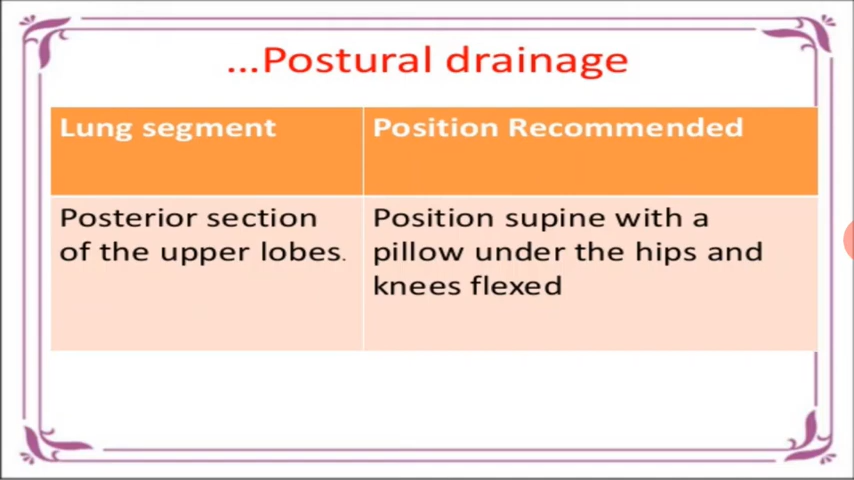 ...Postural drainage
Lung segment
Position Recommended
Posterior section
of the upper lobes.
Position supine with a
pillow under the hips and
knees flexed